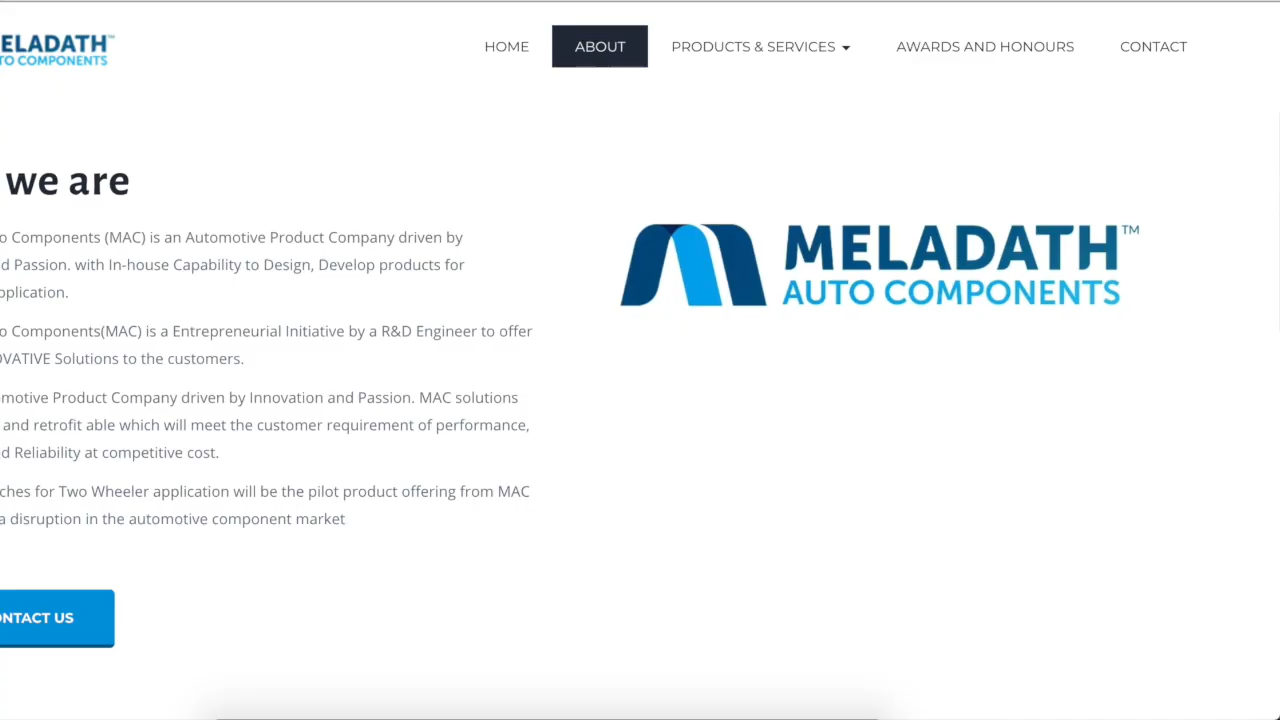 ELADATH™
TO COMPONENTS
HOME
ABOUT
PRODUCTS & SERVICES
AWARDS AND HONOURS
CONTACT
we are
o Components (MAC) is an Automotive Product Company driven by
d Passion. with In-house Capability to Design, Develop products for
pplication.
o Components(MAC) is a Entrepreneurial Initiative by a R&D Engineer to offer
OVATIVE Solutions to the customers.
omotive Product Company driven by Innovation and Passion. MAC solutions
and retrofit able which will meet the customer requirement of performance,
d Reliability at competitive cost.
ches for Two Wheeler application will be the pilot product offering from MAC
a disruption in the automotive component market
ONTACT US
MELADATH™
AUTO COMPONENTS